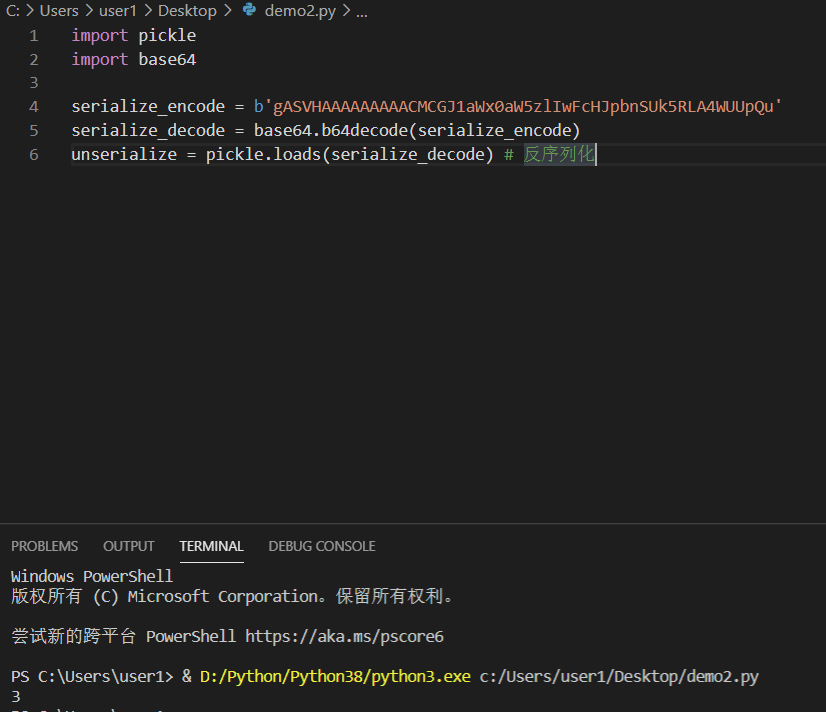 C: > Users > user1 > Desktop > demo2.py > ...
1 import pickle
2 import base64
3
4 serialize_encode = b'gASVHAAAAAAAAACMCGJ1aWx0aW5zlIwFcHJpbnSUk5RLA4WUUpQu'
5 serialize_decode = base64.b64decode(serialize_encode)
6 unserialize = pickle.loads(serialize_decode) # 反序列化
PROBLEMS OUTPUT TERMINAL DEBUG CONSOLE
Windows PowerShell
版权所有 (C) Microsoft Corporation。保留所有权利。
尝试新的跨平台 PowerShell https://aka.ms/pscore6
PS C:\Users\user1> & D:/Python/Python38/python3.exe c:/Users/user1/Desktop/demo2.py
3